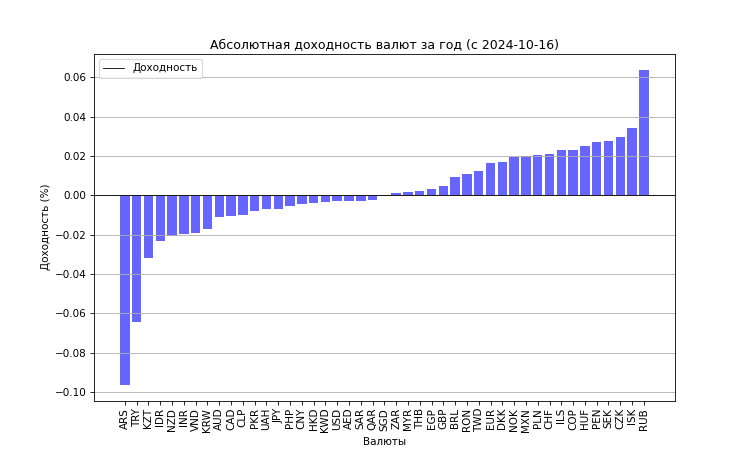 Абсолютная доходность валют за год (с 2024-10-16)
Доходность
0.06
0.04
0.02
0.00
−0.02
−0.04
−0.06
−0.08
−0.10
Доходность (%)
ARS TRY KZT IDR NZD INR VND KRW AUD CAD CLP PKR UAH JPY PHP CNY HKD KWD USD AED SAR QAR SGD ZAR MYR THB EGP GBP BRL RON TWD EUR DKK NOK MXN PLN CHF ILS COP HUF PEN SEK CZK ISK RUB
Валюты